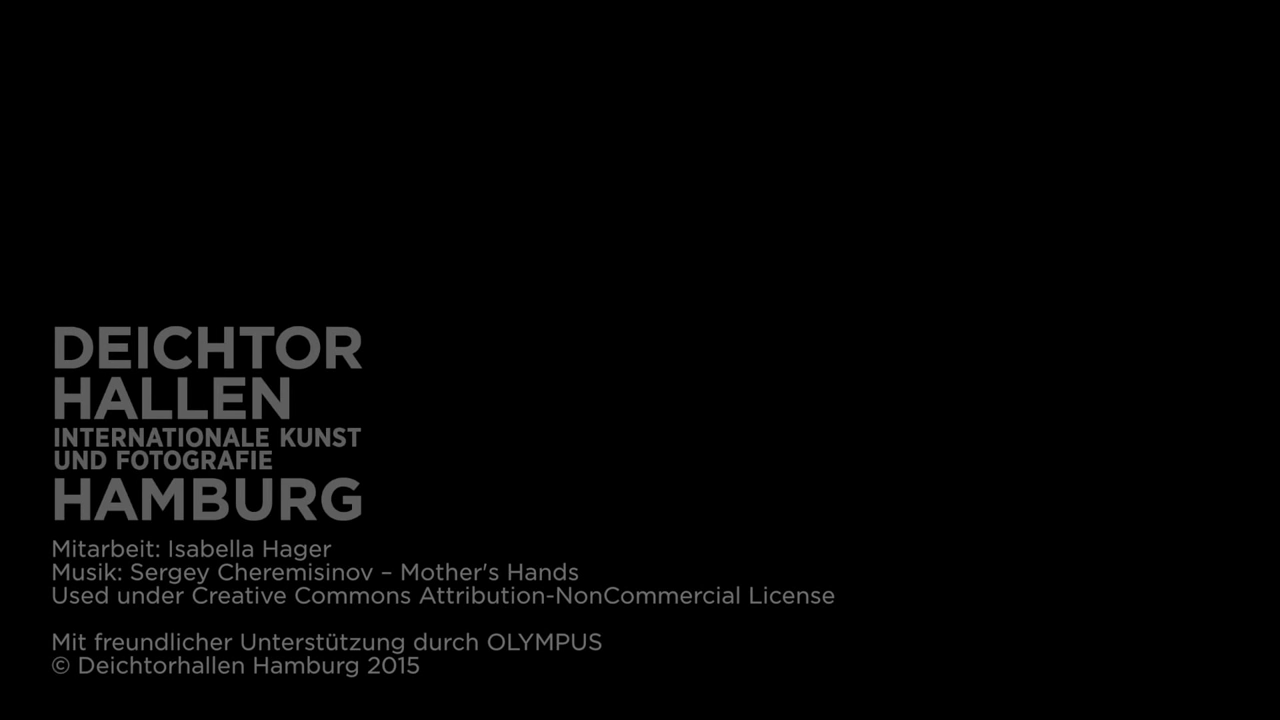 DEICHTOR
HALLEN
INTERNATIONALE KUNST
UND FOTOGRAFIE
HAMBURG
Mitarbeit: Isabella Hager
Musik: Sergey Cheremisinov – Mother's Hands
Used under Creative Commons Attribution-NonCommercial License
Mit freundlicher Unterstützung durch OLYMPUS
© Deichtorhallen Hamburg 2015